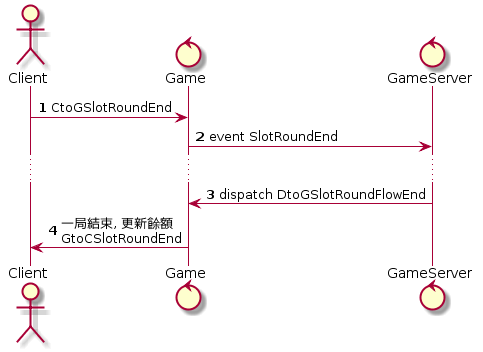 Client
Game
GameServer
1 CtoGSlotRoundEnd
2 event SlotRoundEnd
3 dispatch DtoGSlotRoundFlowEnd
一局結束, 更新餘額
4 GtoCSlotRoundEnd
Client
Game
GameServer